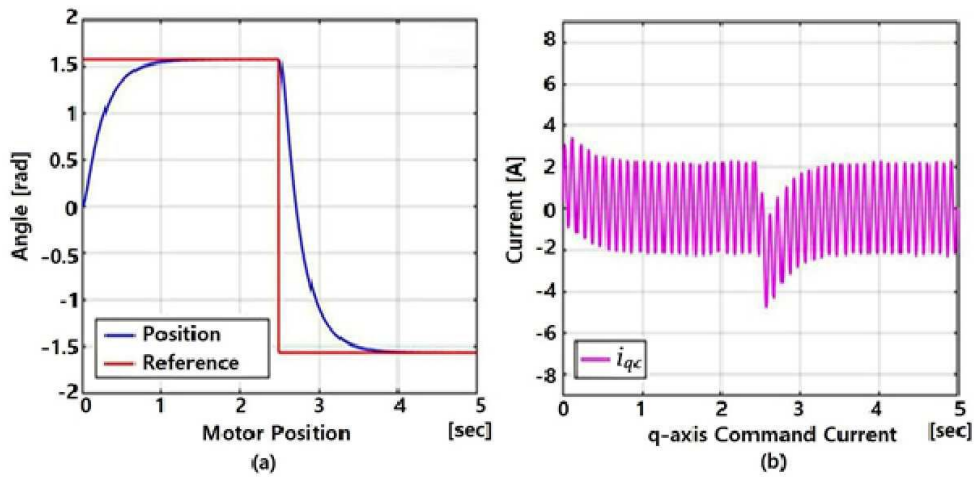 2
1.5
1
0.5
0
-0.5
-1
-1.5
-2
Angle [rad]
Position
Reference
0 1 2 3 4 5
Motor Position [sec]
(a)
8
6
4
2
0
-2
-4
-6
-8
Current [A]
iqc
0 1 2 3 4 5
q-axis Command Current [sec]
(b)